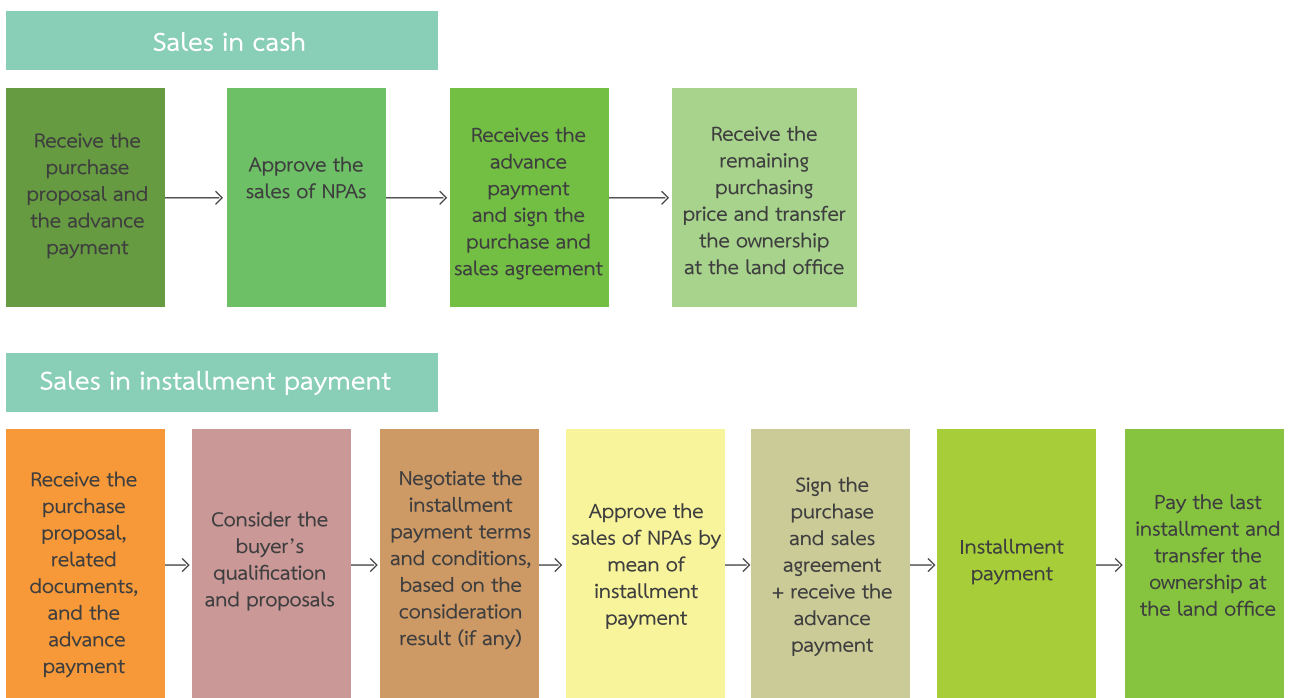 Sales in cash
Receive the
purchase
proposal and
the advance
payment
Approve the
sales of NPAs
Receives the
advance
payment
and sign the
purchase and
sales agreement
Receive the
remaining
purchasing
price and transfer
the ownership
at the land office
Sales in installment payment
Receive the
purchase
proposal,
related
documents,
and the
advance
payment
Consider the
buyer’s
qualification
and proposals
Negotiate the
installment
payment terms
and conditions,
based on the
consideration
result (if any)
Approve the
sales of NPAs by
mean of
installment
payment
Sign the
purchase
and sales
agreement
+ receive the
advance
payment
Installment
payment
Pay the last
installment and
transfer the
ownership at
the land office